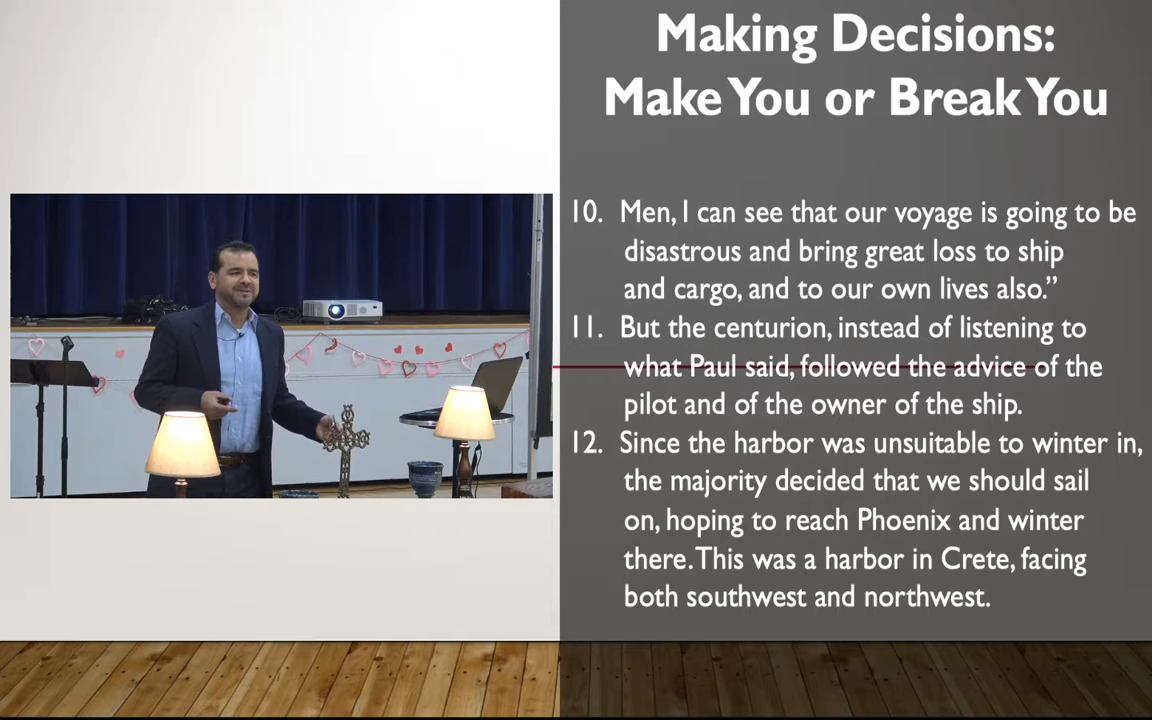 Making Decisions:
Make You or Break You
10. Men, I can see that our voyage is going to be
disastrous and bring great loss to ship
and cargo, and to our own lives also.”
11. But the centurion, instead of listening to
what Paul said, followed the advice of the
pilot and of the owner of the ship.
12. Since the harbor was unsuitable to winter in,
the majority decided that we should sail
on, hoping to reach Phoenix and winter
there. This was a harbor in Crete, facing
both southwest and northwest.